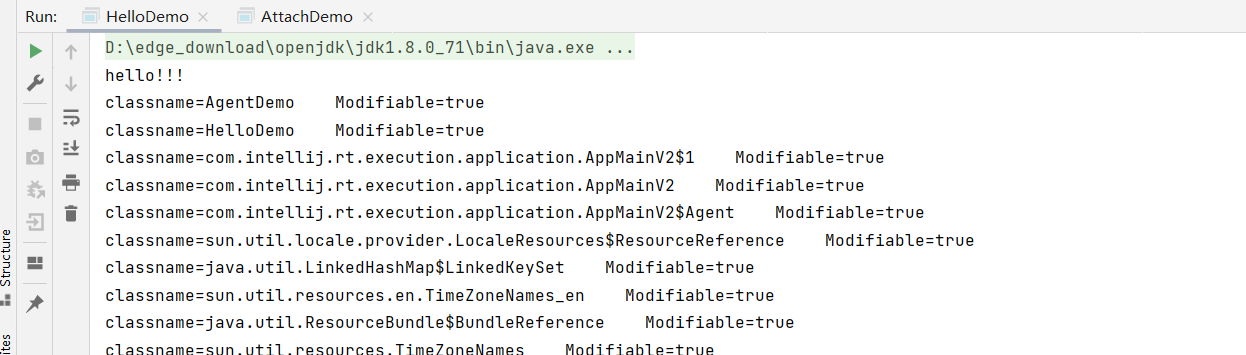 Run: HelloDemo AttachDemo
D:\edge_download\openjdk\jdk1.8.0_71\bin\java.exe ...
hello!!!
classname=AgentDemo    Modifiable=true
classname=HelloDemo    Modifiable=true
classname=com.intellij.rt.execution.application.AppMainV2$1    Modifiable=true
classname=com.intellij.rt.execution.application.AppMainV2    Modifiable=true
classname=com.intellij.rt.execution.application.AppMainV2$Agent    Modifiable=true
classname=sun.util.locale.provider.LocaleResources$ResourceReference    Modifiable=true
classname=java.util.LinkedHashMap$LinkedKeySet    Modifiable=true
classname=sun.util.resources.en.TimeZoneNames_en    Modifiable=true
classname=java.util.ResourceBundle$BundleReference    Modifiable=true
classname=sun.util.resources.TimeZoneNames    Modifiable=true
Structure